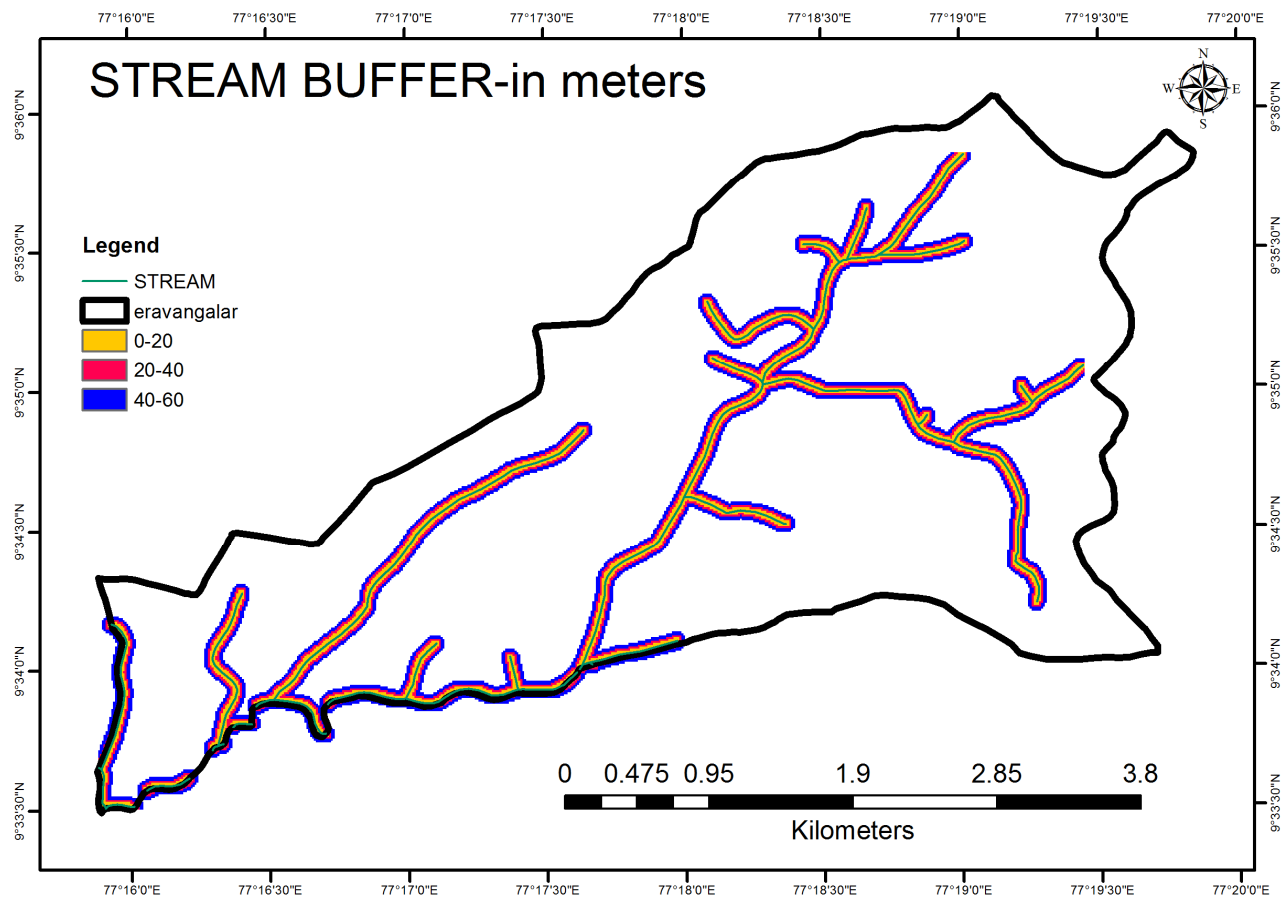 77°16'0"E 77°16'30"E 77°17'0"E 77°17'30"E 77°18'0"E 77°18'30"E 77°19'0"E 77°19'30"E 77°20'0"E
STREAM BUFFER-in meters
N
W E
S
9°36'0"N 9°36'0"N
9°35'30"N 9°35'30"N
Legend
STREAM
eravangalar
0-20
20-40
40-60
9°35'0"N 9°35'0"N
9°34'30"N 9°34'30"N
9°34'0"N 9°34'0"N
9°33'30"N 9°33'30"N
0 0.475 0.95 1.9 2.85 3.8
Kilometers
77°16'0"E 77°16'30"E 77°17'0"E 77°17'30"E 77°18'0"E 77°18'30"E 77°19'0"E 77°19'30"E 77°20'0"E